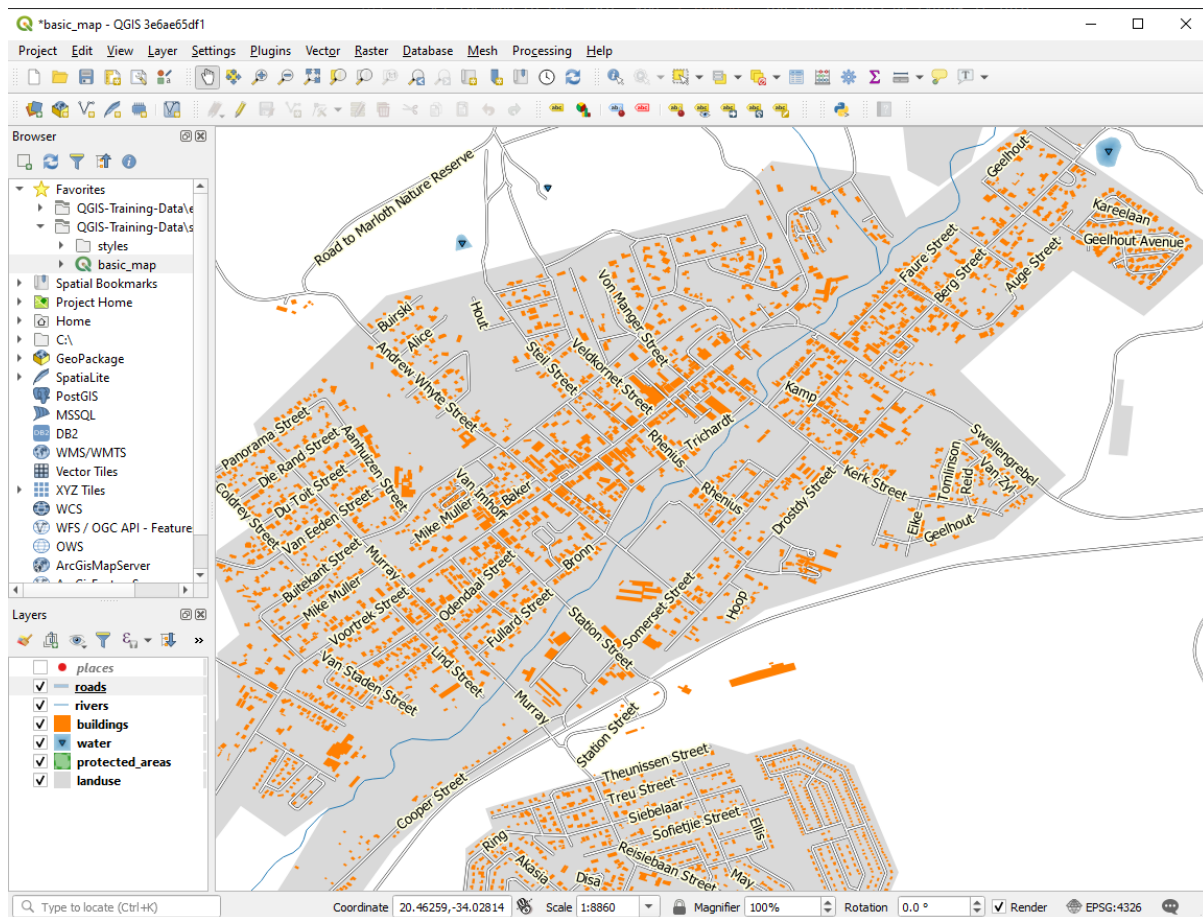 *basic_map - QGIS 3e6ae65df1
Project Edit View Layer Settings Plugins Vector Raster Database Mesh Processing Help
Browser
Favorites
QGIS-Training-Data\e
QGIS-Training-Data\s
styles
basic_map
Spatial Bookmarks
Project Home
Home
C:\
GeoPackage
SpatiaLite
PostGIS
MSSQL
DB2
WMS/WMTS
Vector Tiles
XYZ Tiles
WCS
WFS / OGC API - Feature
OWS
ArcGisMapServer
Layers
places
roads
rivers
buildings
water
protected_areas
landuse
Road to Marloth Nature Reserve
Geelhout
Kareelaan
Geelhout Avenue
Faure Street
Berg Street
Auge Street
Von Manger Street
Buirski
Alice
Hout
Steil Street
Veldkornet Street
Andrew Whyte Street
Kamp
Trichardt
Rhenius
Panorama Street
Die Rand Street
Aanhuizen Street
Du Toit Street
Coldrey Street
Van Eeden Street
Van Imhoff
Baker
Mike Muller
Rhenius
Drostdy Street
Kerk Street
Swellengrebel
Tomlinson
Reid
Van Zyl
Eike
Geelhout
Buitekant Street
Murray
Mike Muller
Voortrek Street
Odendaal Street
Bronn
Fullard Street
Station Street
Somerset Street
Hoop
Van Staden Street
Lind Street
Murray
Station Street
Cooper Street
Theunissen Street
Treu Street
Siebelaar
Sofietjie Street
Ellis
Ring
Akasia
Disa
Reisiebaan Street
May
Type to locate (Ctrl+K)
Coordinate 20.46259,-34.02814 Scale 1:8860 Magnifier 100% Rotation 0.0 ° Render EPSG:4326